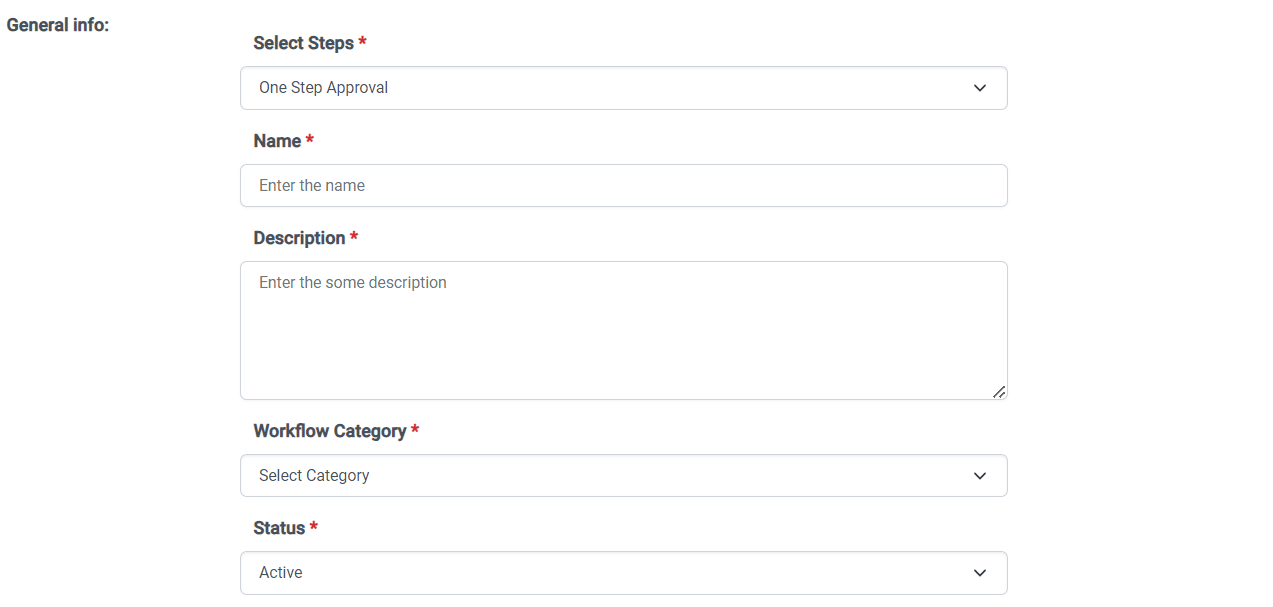 General info:
Select Steps *
One Step Approval
Name *
Enter the name
Description *
Enter the some description
Workflow Category *
Select Category
Status *
Active